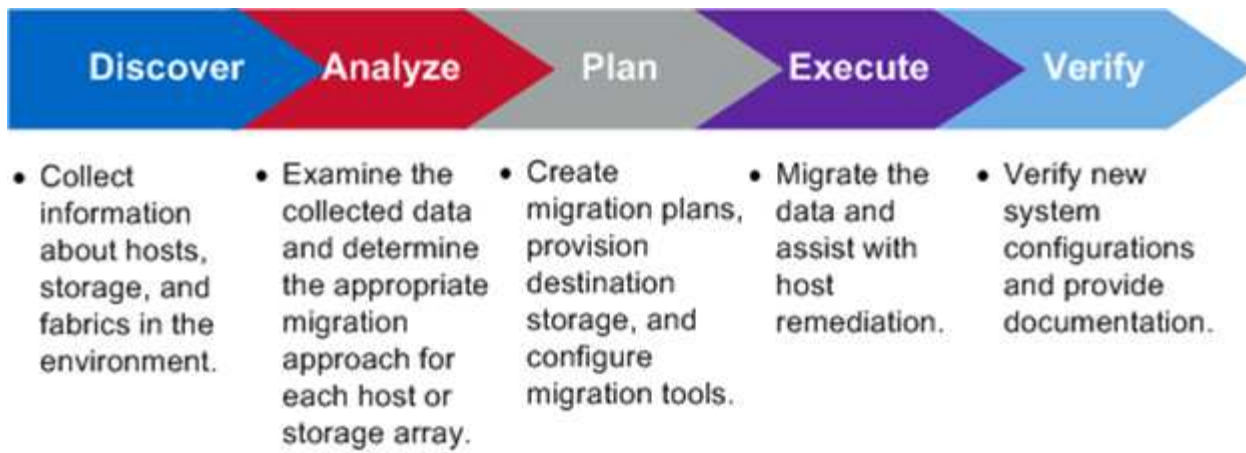 Discover Analyze Plan Execute Verify
• Collect
information
about hosts,
storage, and
fabrics in the
environment.
• Examine the
collected data
and determine
the appropriate
migration
approach for
each host or
storage array.
• Create
migration plans,
provision
destination
storage, and
configure
migration tools.
• Migrate the
data and
assist with
host
remediation.
• Verify new
system
configurations
and provide
documentation.